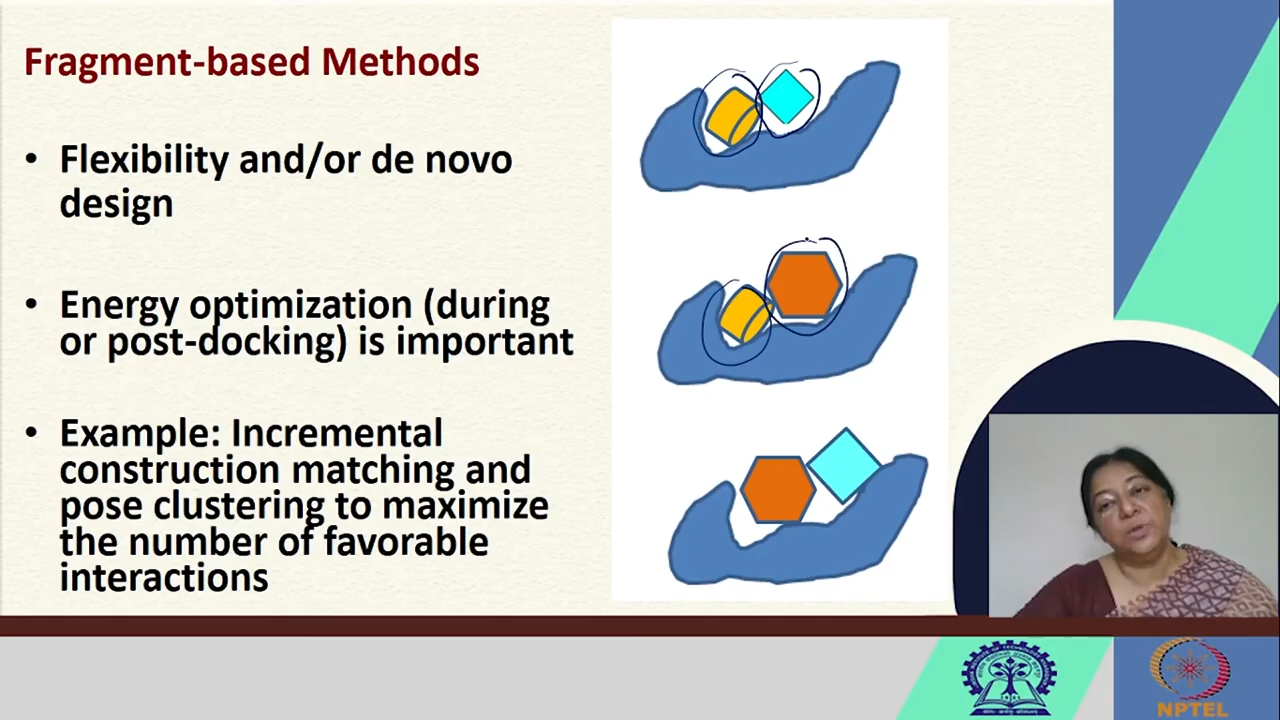 Fragment-based Methods
• Flexibility and/or de novo
design
• Energy optimization (during
or post-docking) is important
• Example: Incremental
construction matching and
pose clustering to maximize
the number of favorable
interactions
NPTEL